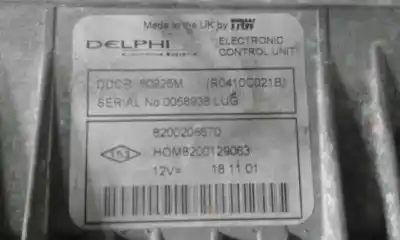 Made in the UK by TRW
DELPHI
ELECTRONIC
CONTROL UNIT
DDCR 80925M (R0410C021B)
SERIAL No 0058938 LUG
8200206570
HOM8200129063
12V= 18 11 01